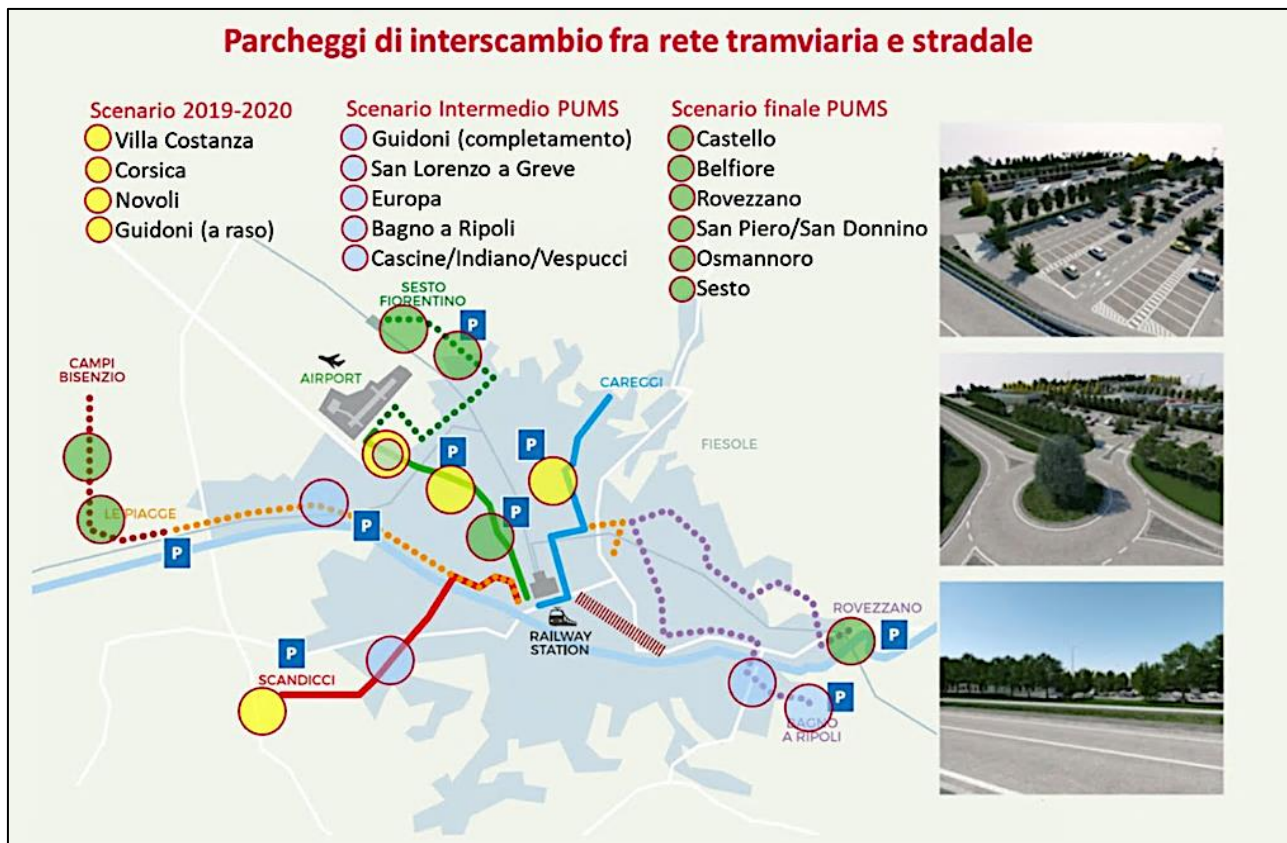 Parcheggi di interscambio fra rete tramviaria e stradale
Scenario 2019-2020
Villa Costanza
Corsica
Novoli
Guidoni (a raso)
Scenario Intermedio PUMS
Guidoni (completamento)
San Lorenzo a Greve
Europa
Bagno a Ripoli
Cascine/Indiano/Vespucci
Scenario finale PUMS
Castello
Belfiore
Rovezzano
San Piero/San Donnino
Osmannoro
Sesto
SESTO
FIORENTINO
P
CAMPI
BISENZIO
AIRPORT
CAREGGI
P
P
FIESOLE
LE PIAGGE
P
P
P
ROVEZZANO
P
RAILWAY
STATION
P
SCANDICCI
P
BAGNO
A RIPOLI